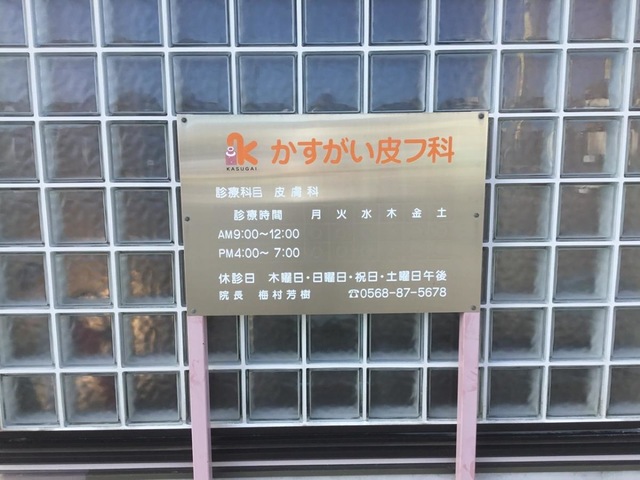 K
KASUGAI
かすがい皮フ科
診療科目 皮膚科
診療時間 月 火 水 木 金 土
AM9:00~12:00
PM4:00~ 7:00
休診日 木曜日・日曜日・祝日・土曜日午後
院長 梅村芳樹 ☎0568-87-5678